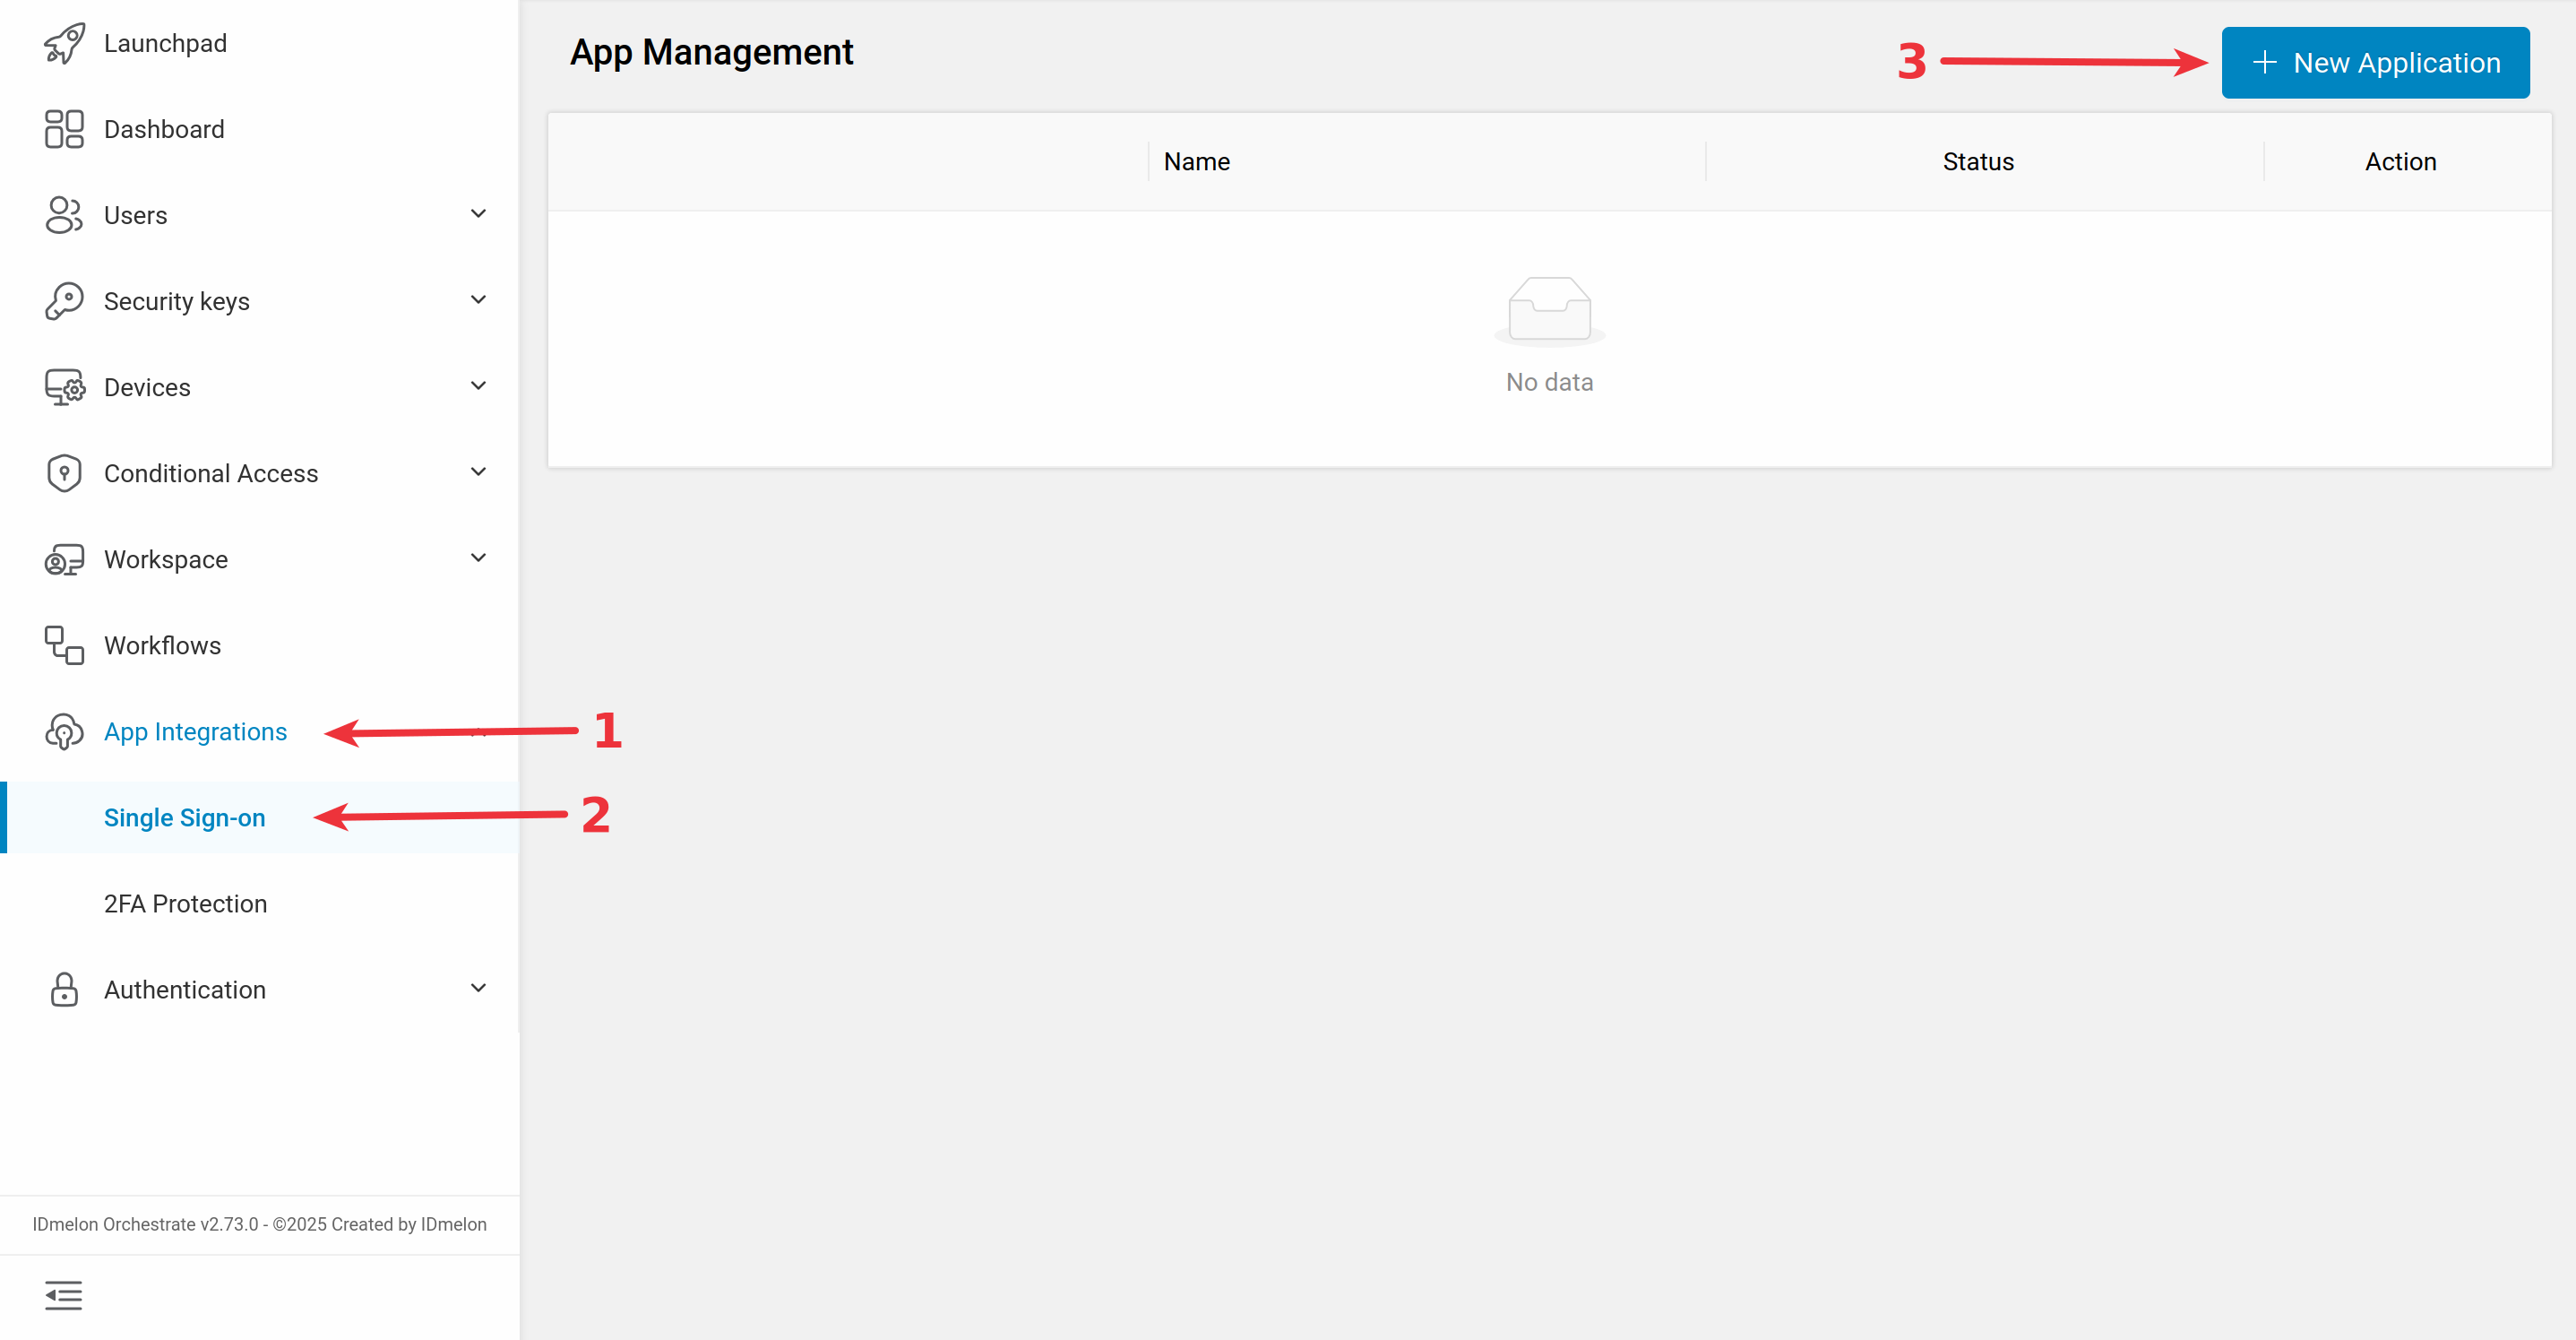 Launchpad
Dashboard
Users
Security keys
Devices
Conditional Access
Workspace
Workflows
App Integrations
1
Single Sign-on
2
2FA Protection
Authentication
IDmelon Orchestrate v2.73.0 - ©2025 Created by IDmelon
App Management
3
New Application
Name
Status
Action
No data